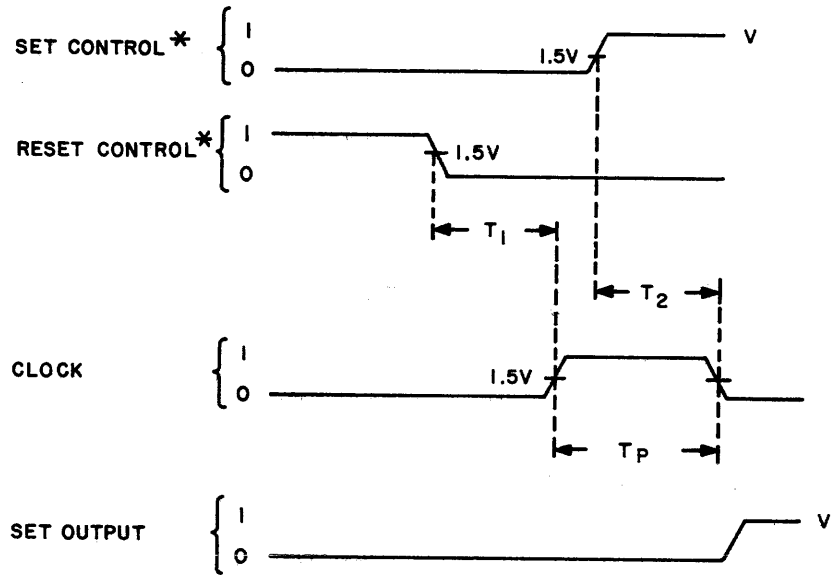 SET CONTROL* { 1 0
1.5V
V
RESET CONTROL* { 1 0
1.5V
T1
T2
CLOCK { 1 0
1.5V
TP
SET OUTPUT { 1 0
V